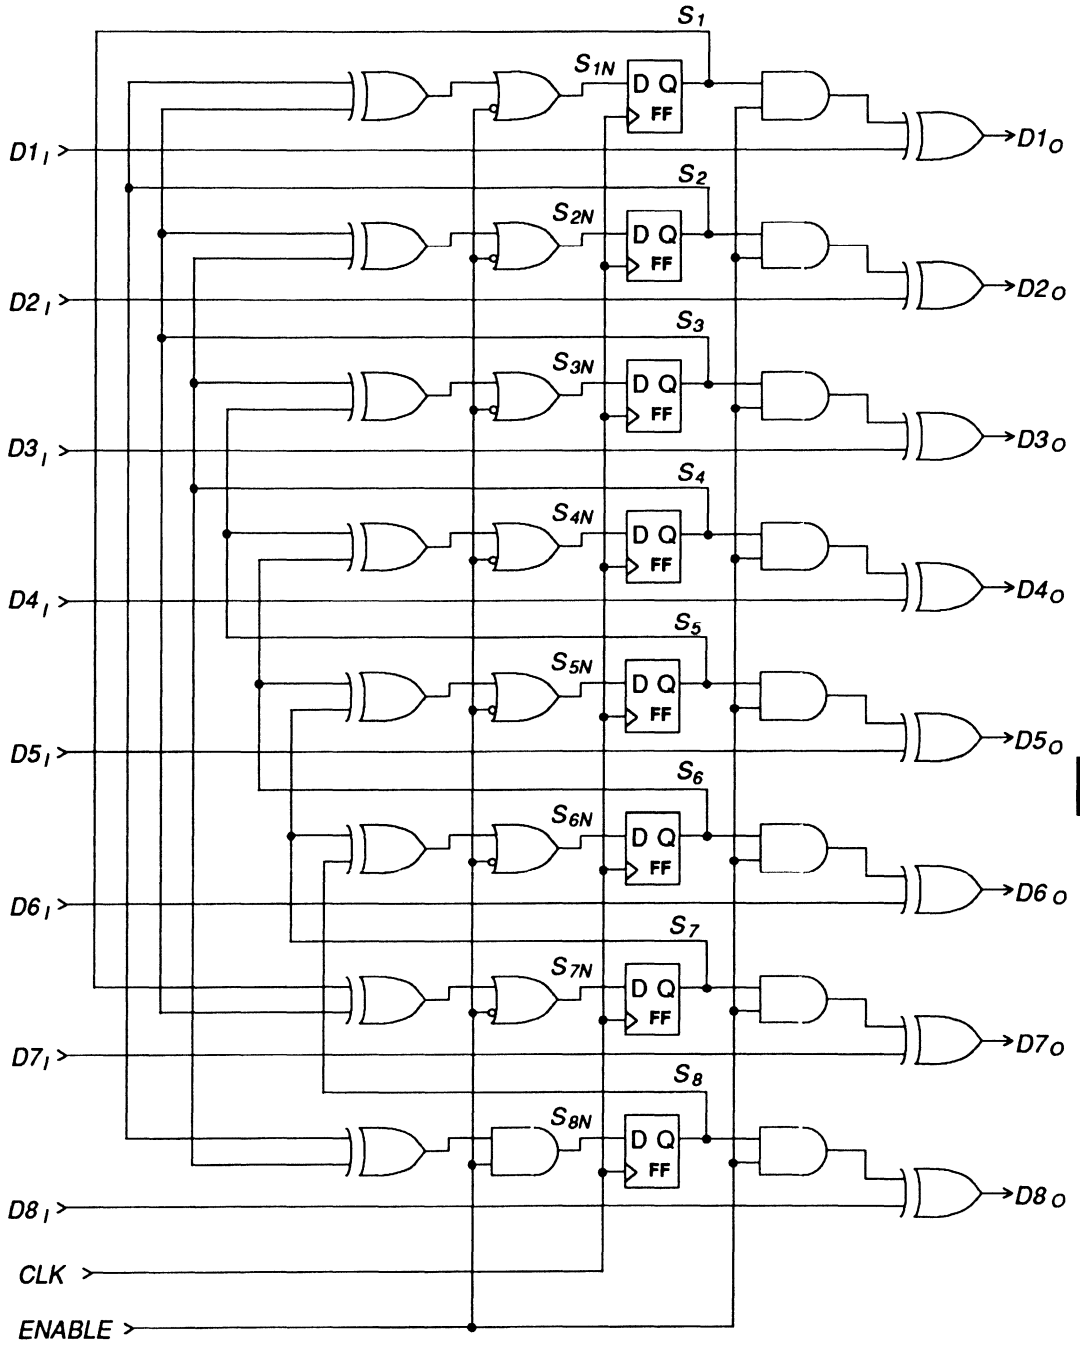 S1
S1N
D Q
FF
D1I
D1O
S2
S2N
D Q
FF
D2I
D2O
S3
S3N
D Q
FF
D3I
D3O
S4
S4N
D Q
FF
D4I
D4O
S5
S5N
D Q
FF
D5I
D5O
S6
S6N
D Q
FF
D6I
D6O
S7
S7N
D Q
FF
D7I
D7O
S8
S8N
D Q
FF
D8I
D8O
CLK
ENABLE